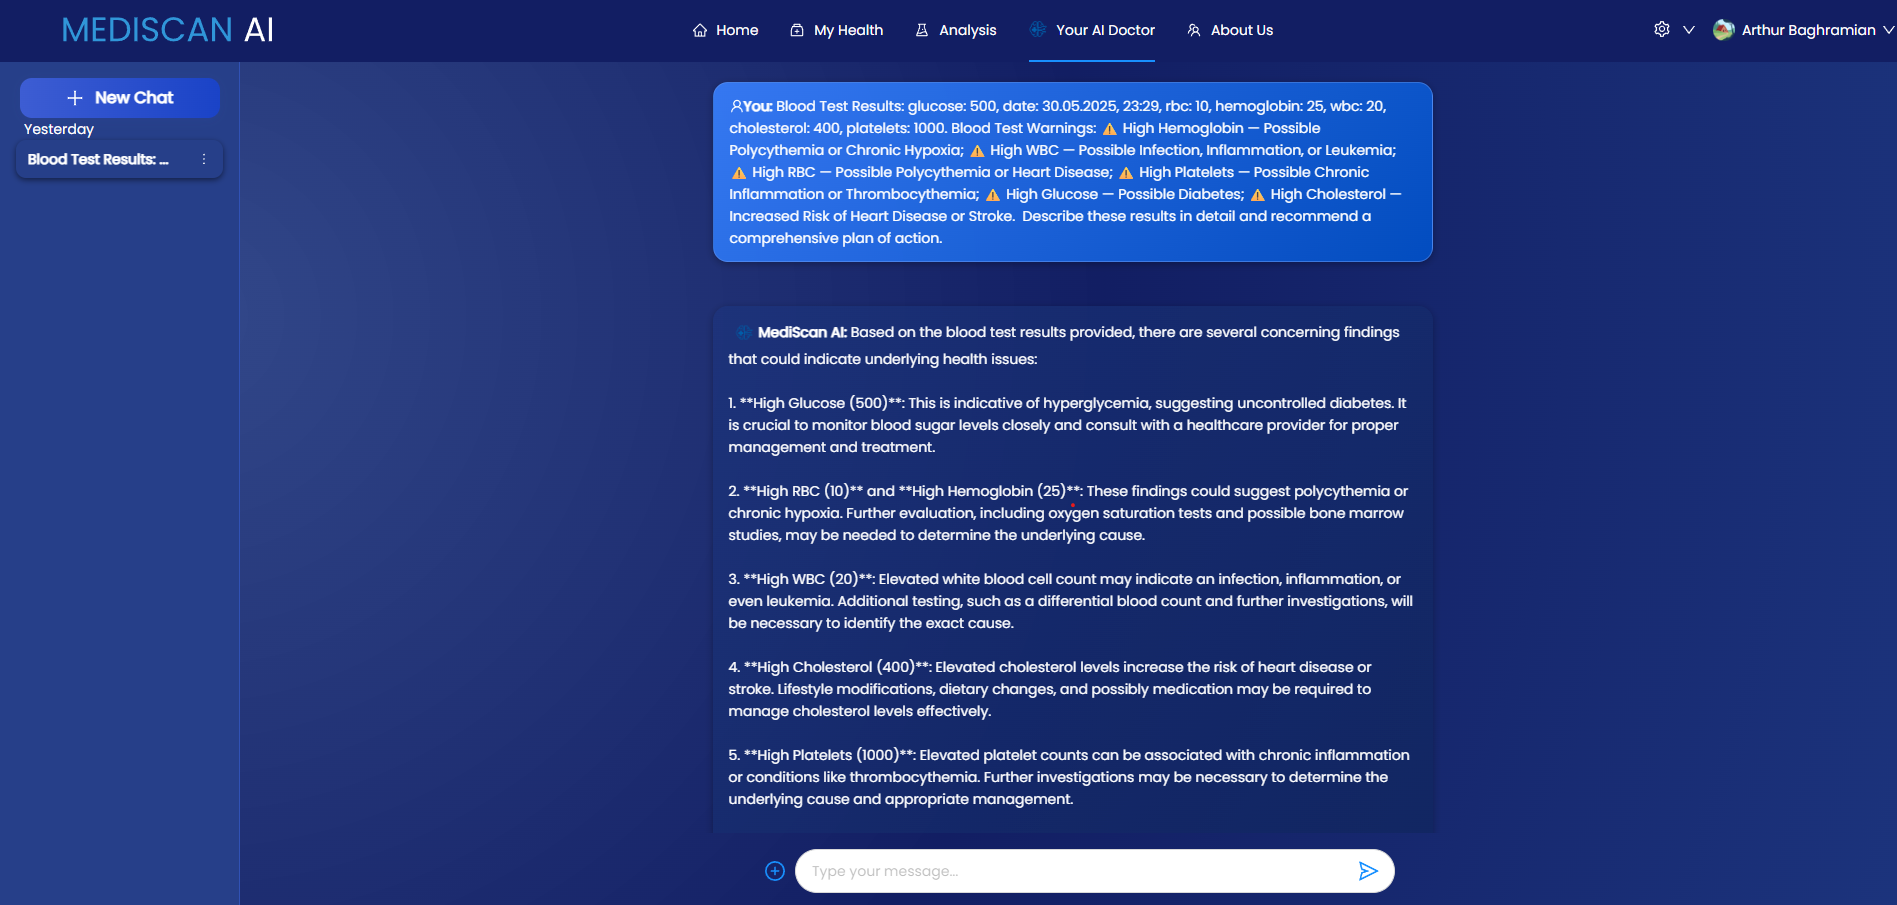 MEDISCAN AI
Home
My Health
Analysis
Your AI Doctor
About Us
Arthur Baghramian
New Chat
Yesterday
Blood Test Results: ...
You: Blood Test Results: glucose: 500, date: 30.05.2025, 23:29, rbc: 10, hemoglobin: 25, wbc: 20,
cholesterol: 400, platelets: 1000. Blood Test Warnings: ⚠️ High Hemoglobin — Possible
Polycythemia or Chronic Hypoxia; ⚠️ High WBC — Possible Infection, Inflammation, or Leukemia;
⚠️ High RBC — Possible Polycythemia or Heart Disease; ⚠️ High Platelets — Possible Chronic
Inflammation or Thrombocythemia; ⚠️ High Glucose — Possible Diabetes; ⚠️ High Cholesterol —
Increased Risk of Heart Disease or Stroke. Describe these results in detail and recommend a
comprehensive plan of action.
MediScan AI: Based on the blood test results provided, there are several concerning findings
that could indicate underlying health issues:
1. **High Glucose (500)**: This is indicative of hyperglycemia, suggesting uncontrolled diabetes. It
is crucial to monitor blood sugar levels closely and consult with a healthcare provider for proper
management and treatment.
2. **High RBC (10)** and **High Hemoglobin (25)**: These findings could suggest polycythemia or
chronic hypoxia. Further evaluation, including oxygen saturation tests and possible bone marrow
studies, may be needed to determine the underlying cause.
3. **High WBC (20)**: Elevated white blood cell count may indicate an infection, inflammation, or
even leukemia. Additional testing, such as a differential blood count and further investigations, will
be necessary to identify the exact cause.
4. **High Cholesterol (400)**: Elevated cholesterol levels increase the risk of heart disease or
stroke. Lifestyle modifications, dietary changes, and possibly medication may be required to
manage cholesterol levels effectively.
5. **High Platelets (1000)**: Elevated platelet counts can be associated with chronic inflammation
or conditions like thrombocythemia. Further investigations may be necessary to determine the
underlying cause and appropriate management.
Type your message...